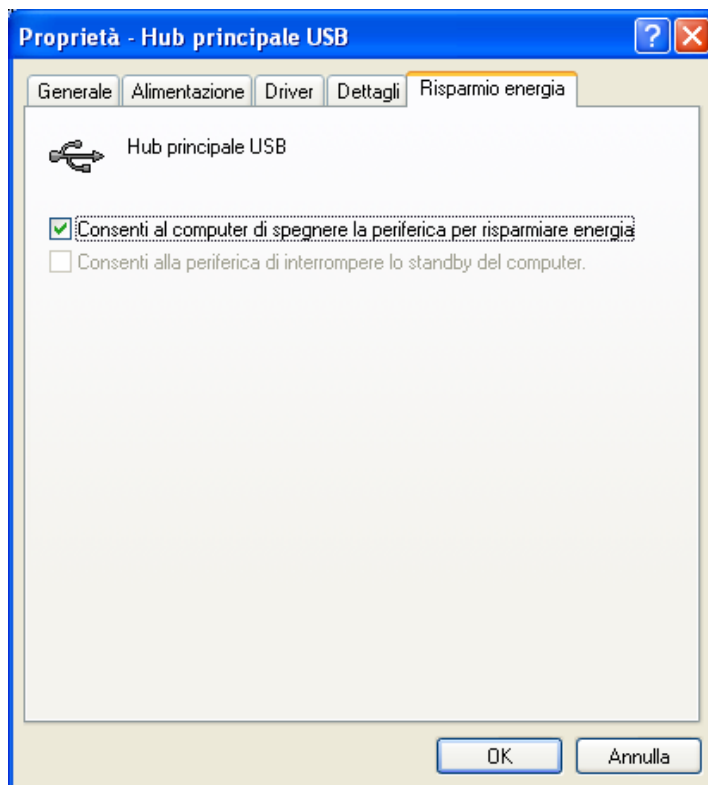 Proprietà - Hub principale USB
Generale Alimentazione Driver Dettagli Risparmio energia
Hub principale USB
Consenti al computer di spegnere la periferica per risparmiare energia
Consenti alla periferica di interrompere lo standby del computer.
OK Annulla